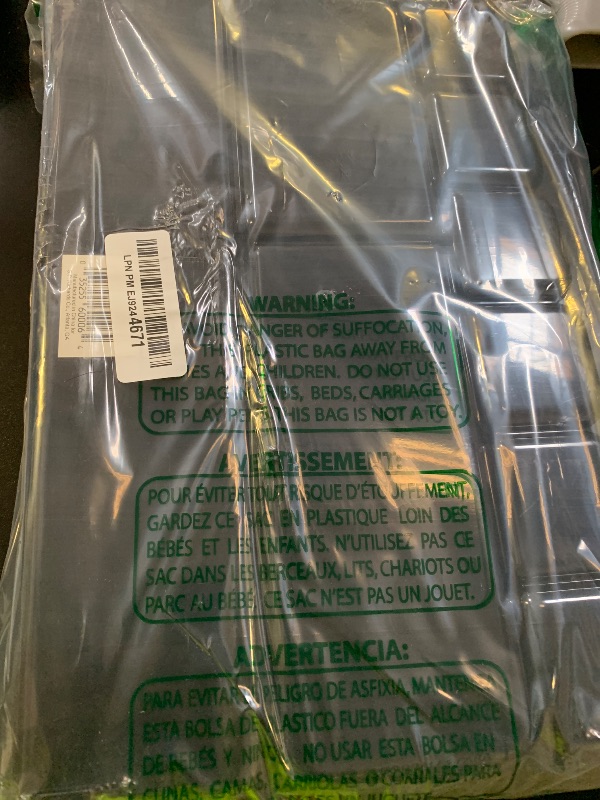 LPN PM EJ9244671
35255 62006
WARNING:
DANGER OF SUFFOCATION,
PLASTIC BAG AWAY FROM
CHILDREN. DO NOT USE
THIS BAG BEDS, CARRIAGES
OR PLAY THIS BAG IS NOT A TOY.
AVERTISSEMENT:
POUR ÉVITER TOUT RISQUE D'ÉTOUFFEMENT,
GARDEZ CE SAC EN PLASTIQUE LOIN DES
BÉBÉS ET LES ENFANTS. N'UTILISEZ PAS CE
SAC DANS LES BERCEAUX, LITS, CHARIOTS OU
PARC AU BÉBÉ. CE SAC N'EST PAS UN JOUET.
ADVERTENCIA:
PARA EVITAR PELIGRO DE ASFIXIA, MANTENGA
ESTA BOLSA DE PLASTICO FUERA DEL ALCANCE
DE BEBÉS Y NO USAR ESTA BOLSA EN
CUNAS, CAMAS, CARRIOLAS O CORRALES PARA